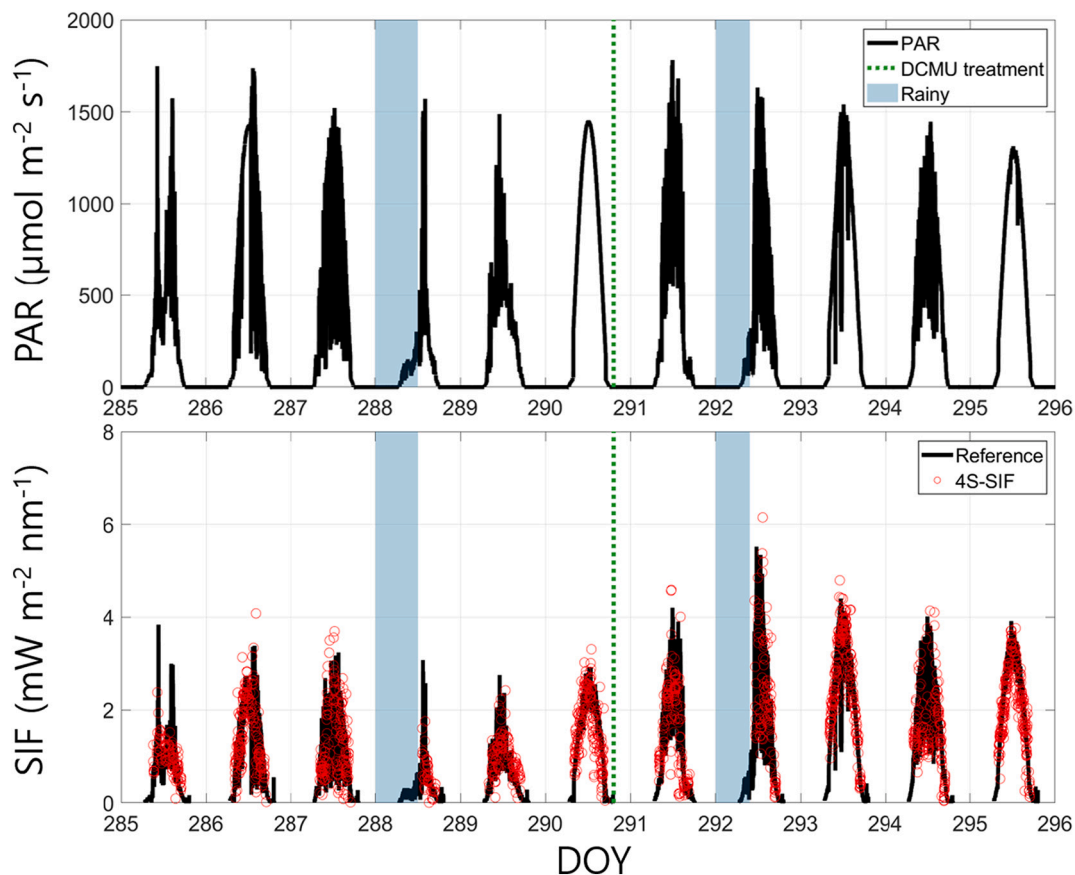 PAR (μmol m⁻² s⁻¹)
2000
1500
1000
500
0
PAR
DCMU treatment
Rainy
285 286 287 288 289 290 291 292 293 294 295 296
SIF (mW m⁻² nm⁻¹)
8
6
4
2
0
Reference
4S-SIF
285 286 287 288 289 290 291 292 293 294 295 296
DOY